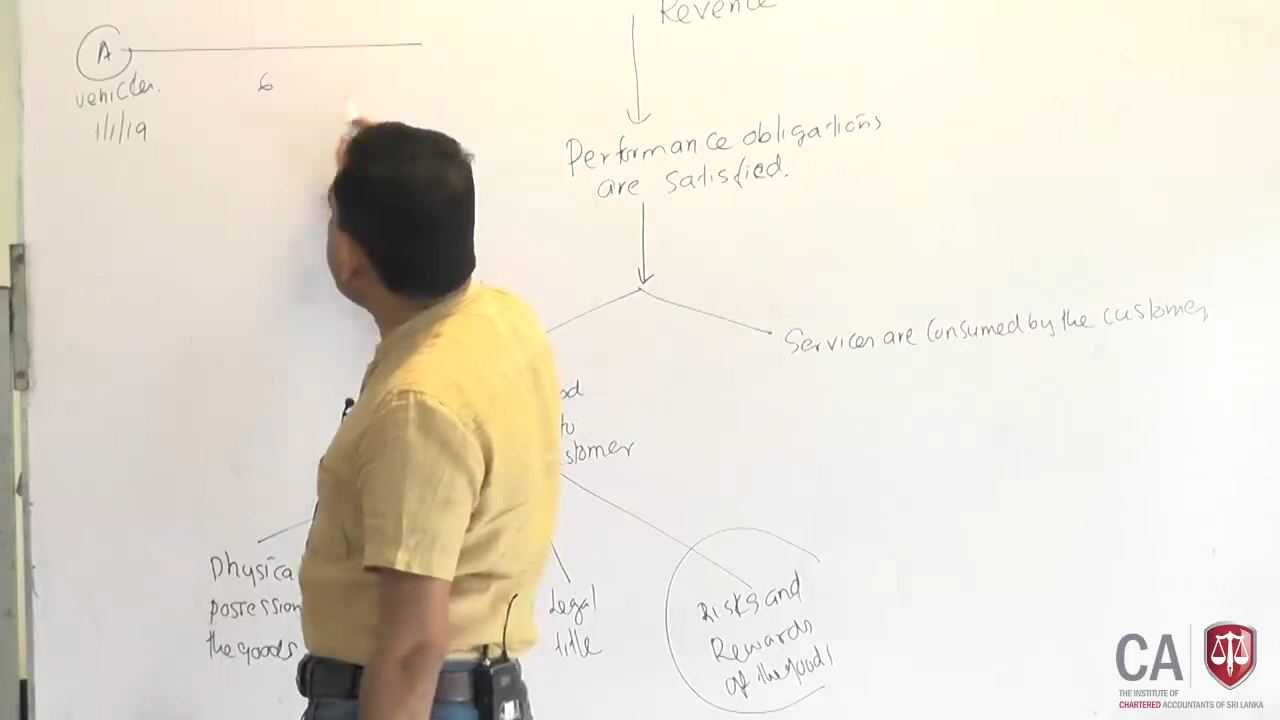 Revenue
A
vehicles.
1/1/19
6
Performance obligations
are satisfied.
Services are consumed by the customer
to
stomer
Physica
possession
the goods
Legal
title
Risks and
Rewards
of the goods
CA
THE INSTITUTE OF
CHARTERED ACCOUNTANTS OF SRI LANKA